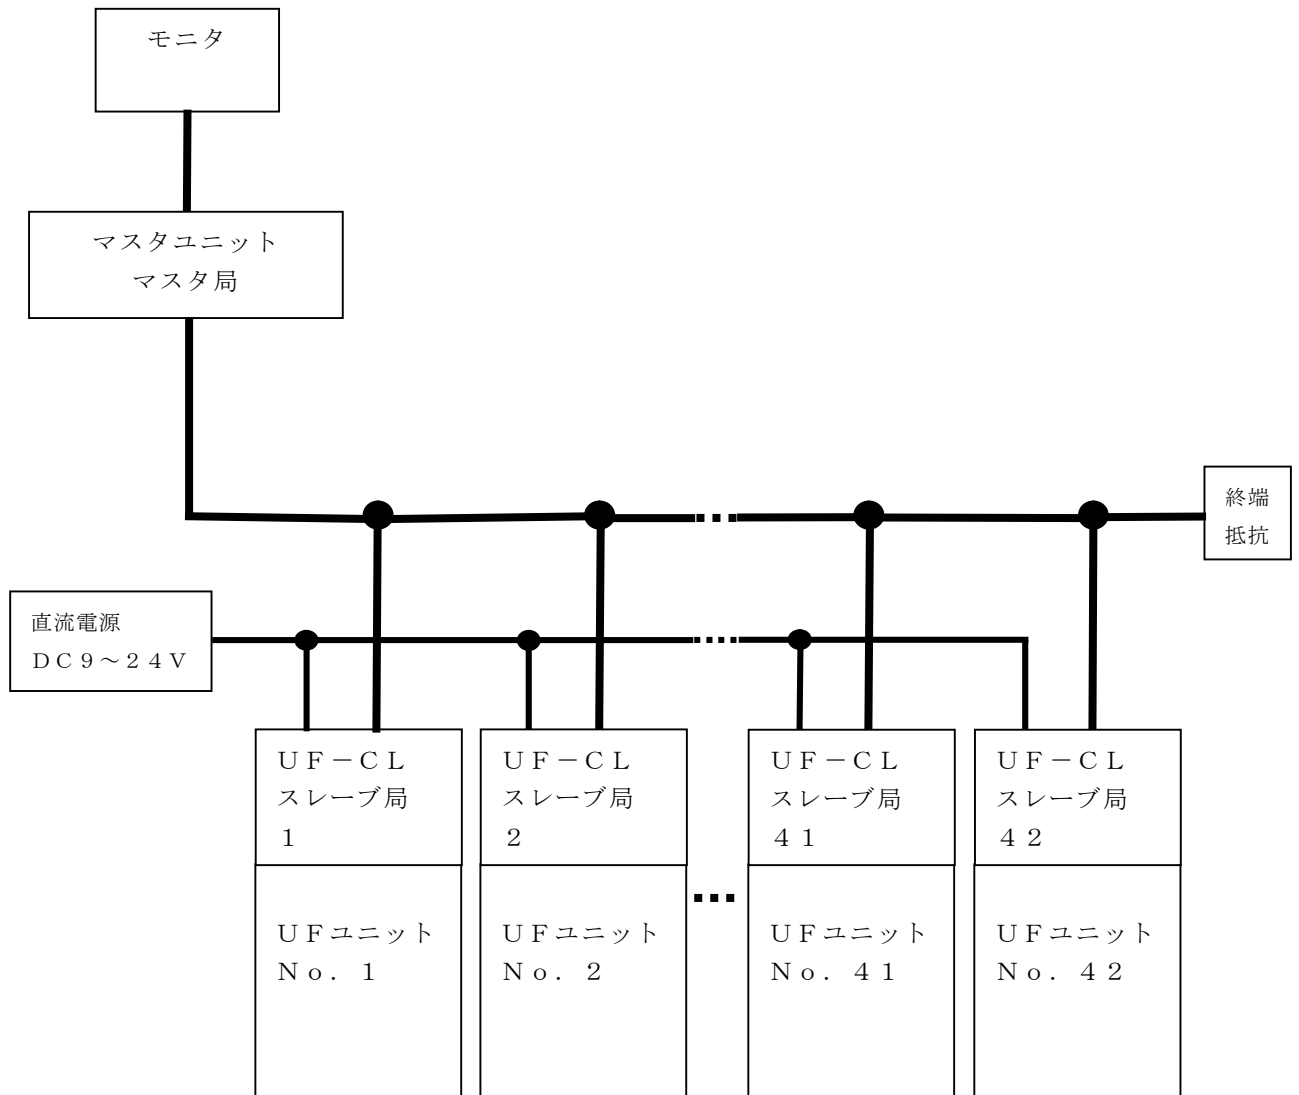 モニタ
マスタユニット
マスタ局
終端
抵抗
直流電源
ＤＣ９～２４Ｖ
ＵＦ－ＣＬ
スレーブ局
１
ＵＦ－ＣＬ
スレーブ局
２
ＵＦ－ＣＬ
スレーブ局
４１
ＵＦ－ＣＬ
スレーブ局
４２
ＵＦユニット
Ｎｏ．１
ＵＦユニット
Ｎｏ．２
ＵＦユニット
Ｎｏ．４１
ＵＦユニット
Ｎｏ．４２